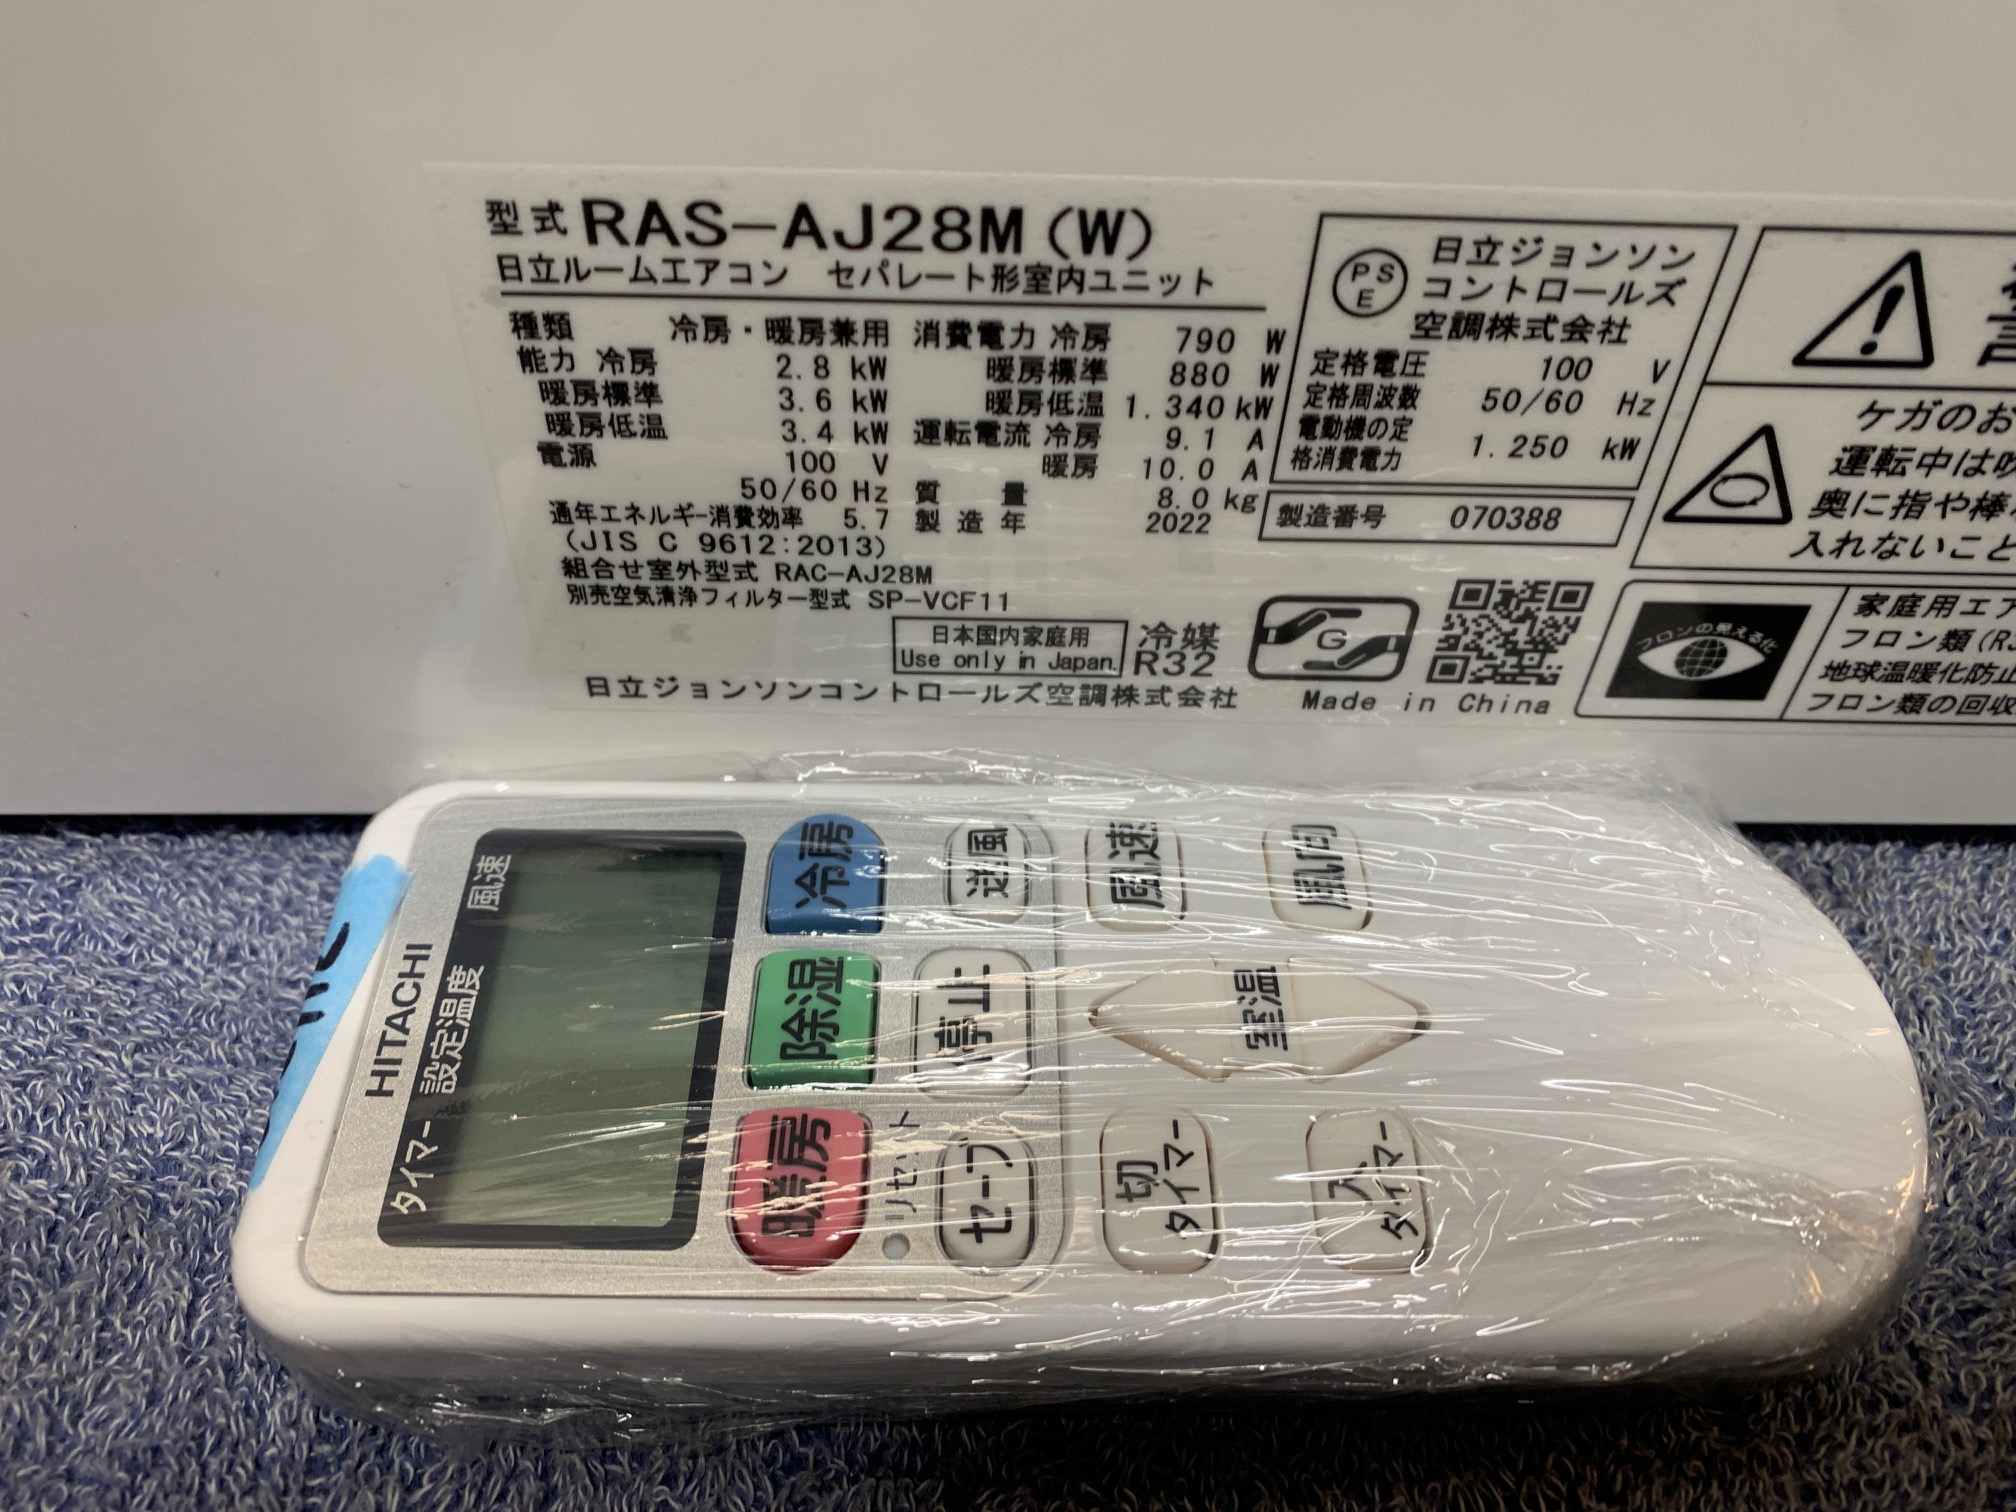 型式 RAS-AJ28M (W)
日立ルームエアコン セパレート形室内ユニット
種類 冷房・暖房兼用
能力 冷房 2.8 kW
暖房標準 3.6 kW
暖房低温 3.4 kW
電源 100 V
50/60 Hz
通年エネルギー消費効率 5.7
(JIS C 9612:2013)
組合せ室外型式 RAC-AJ28M
別売空気清浄フィルター型式 SP-VCF11
消費電力 冷房 790 W
暖房標準 880 W
暖房低温 1.340 kW
運転電流 冷房 9.1 A
暖房 10.0 A
質量 8.0 kg
製造年 2022
日本国内家庭用
Use only in Japan.
冷媒
R32
日立ジョンソンコントロールズ空調株式会社
PS
E
日立ジョンソン
コントロールズ
空調株式会社
定格電圧 100 V
定格周波数 50/60 Hz
電動機の定
格消費電力 1.250 kW
製造番号 070388
G
Made in China
ケガのお
運転中は吹
奥に指や棒
入れないこと
フロンの見える化
家庭用エア
フロン類(R3
地球温暖化防止
フロン類の回収
HITACHI
タイマー 設定温度 風速
冷房
除湿
暖房
送風
停止
リセット
セーブ
風速
風向
室温
切
タイマー
入
タイマー